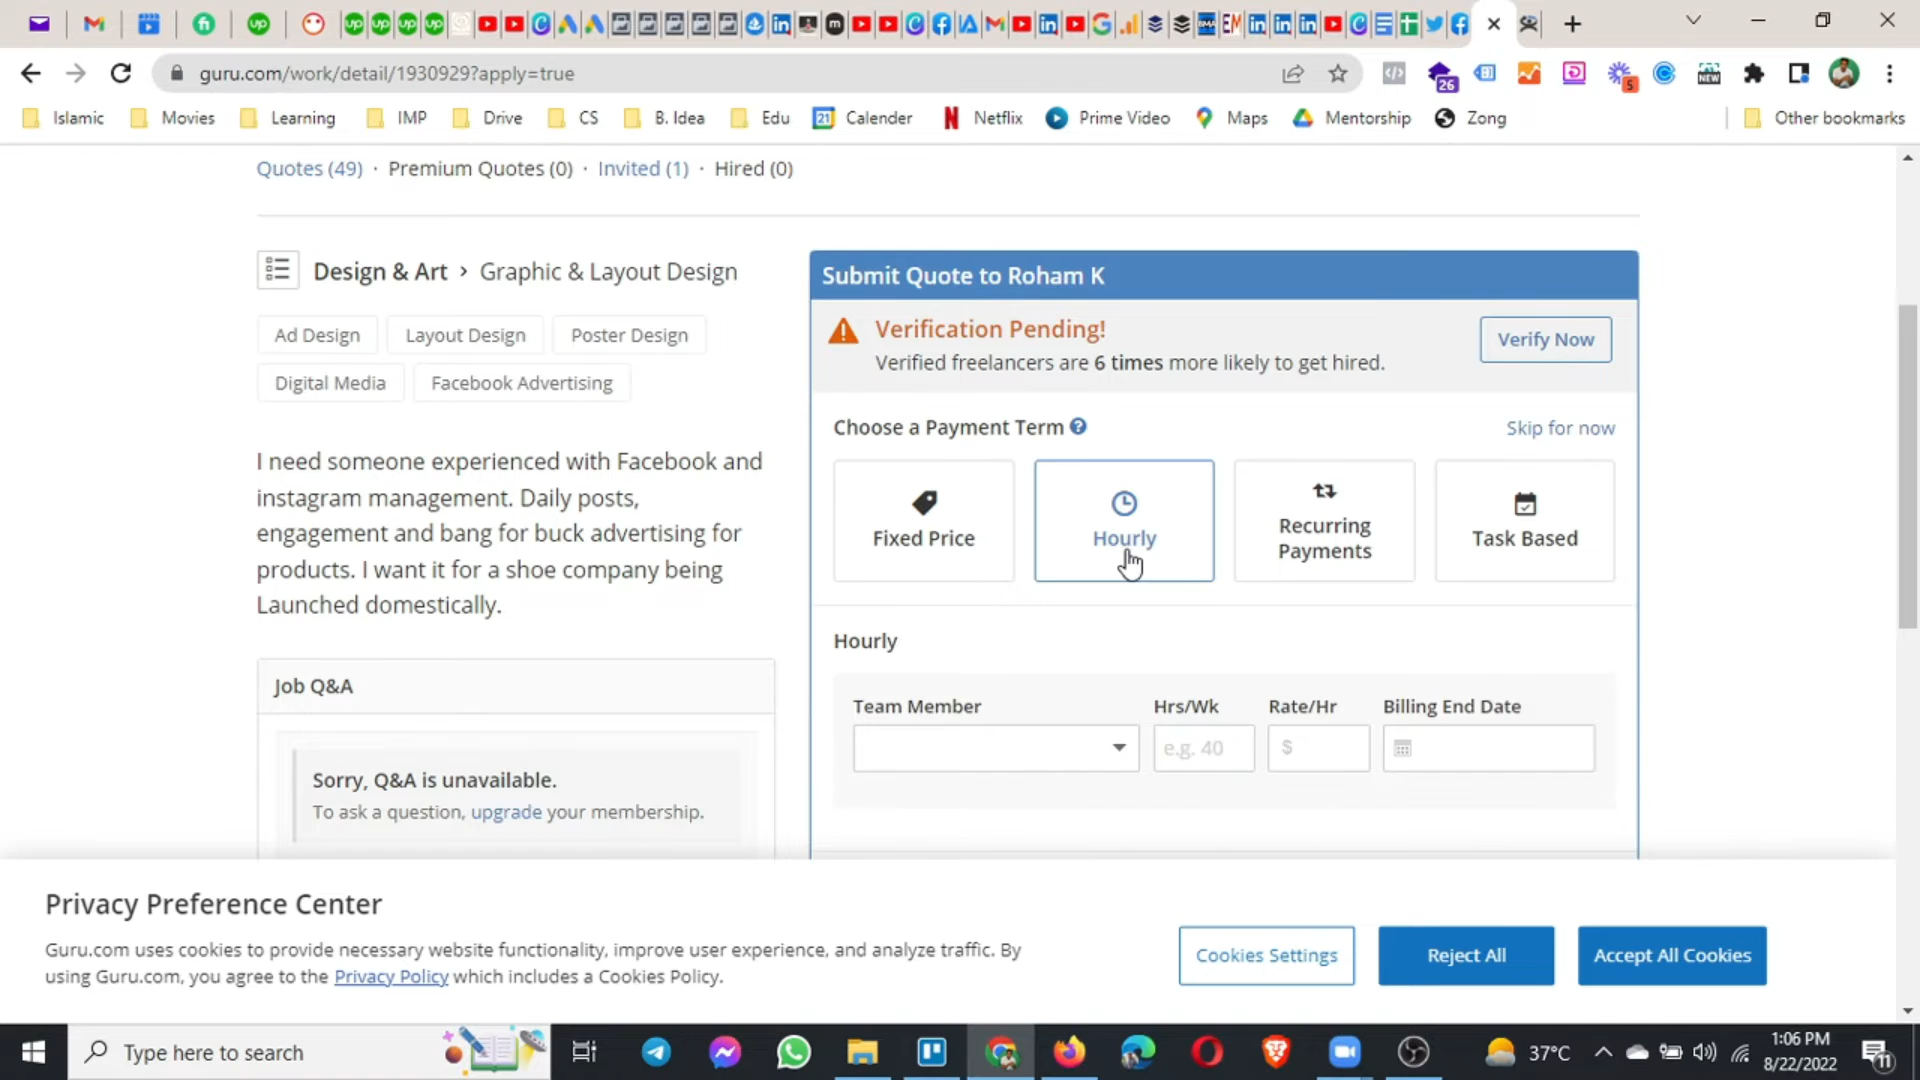 guru.com/work/detail/1930929?apply=true
26
5
NEW
Islamic
Movies
Learning
IMP
Drive
CS
B. Idea
Edu
21
Calender
Netflix
Prime Video
Maps
Mentorship
Zong
Other bookmarks
Quotes (49) · Premium Quotes (0) · Invited (1) · Hired (0)
Design & Art › Graphic & Layout Design
Ad Design
Layout Design
Poster Design
Digital Media
Facebook Advertising
I need someone experienced with Facebook and
instagram management. Daily posts,
engagement and bang for buck advertising for
products. I want it for a shoe company being
Launched domestically.
Job Q&A
Sorry, Q&A is unavailable.
To ask a question, upgrade your membership.
Submit Quote to Roham K
Verification Pending!
Verified freelancers are 6 times more likely to get hired.
Verify Now
Choose a Payment Term
Skip for now
Fixed Price
Hourly
Recurring
Payments
Task Based
Hourly
Team Member
Hrs/Wk
Rate/Hr
Billing End Date
e.g. 40
$
Privacy Preference Center
Guru.com uses cookies to provide necessary website functionality, improve user experience, and analyze traffic. By
using Guru.com, you agree to the Privacy Policy which includes a Cookies Policy.
Cookies Settings
Reject All
Accept All Cookies
Type here to search
37°C
1:06 PM
8/22/2022
11